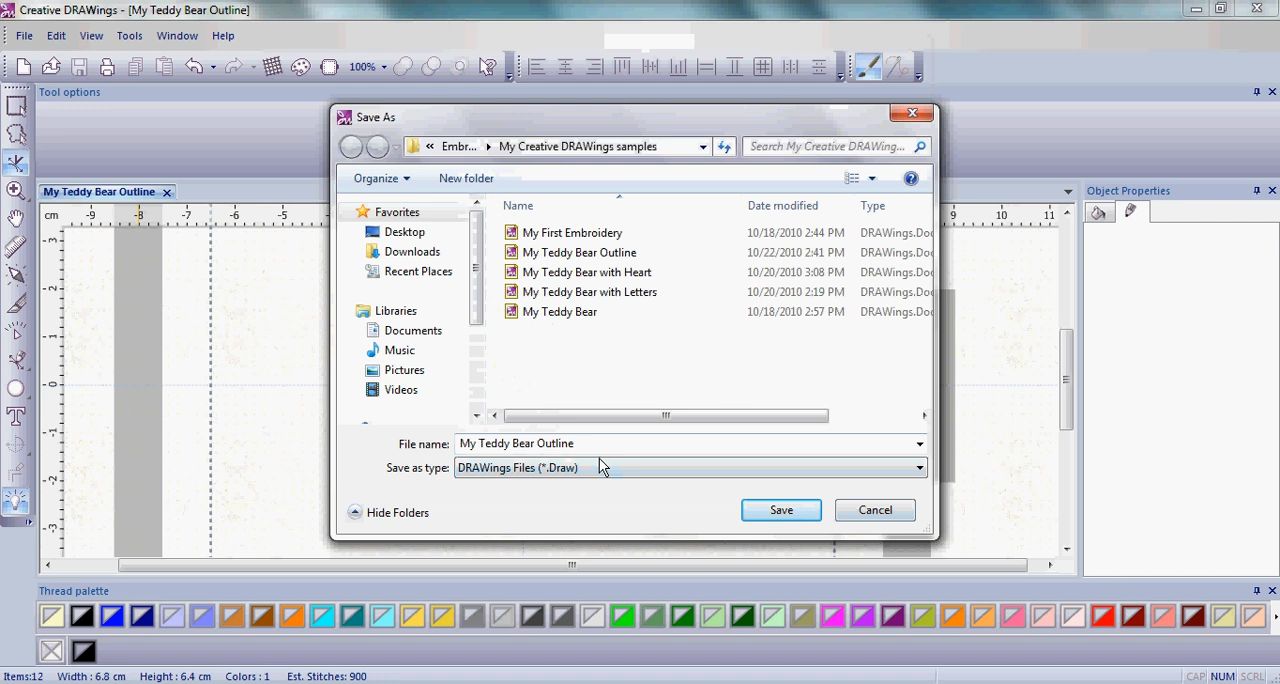 Creative DRAWings - [My Teddy Bear Outline]
File Edit View Tools Window Help
100%
Tool options
My Teddy Bear Outline
cm -9 -8 -7 -6 -5 9 10 11
-3
-2
-1
0
-1
-2
-3
Object Properties
Save As
« Embr... My Creative DRAWings samples
Search My Creative DRAWing...
Organize New folder
Favorites
Desktop
Downloads
Recent Places
Libraries
Documents
Music
Pictures
Videos
Name Date modified Type
My First Embroidery 10/18/2010 2:44 PM DRAWings.Doc
My Teddy Bear Outline 10/22/2010 2:41 PM DRAWings.Doc
My Teddy Bear with Heart 10/20/2010 3:08 PM DRAWings.Doc
My Teddy Bear with Letters 10/20/2010 2:19 PM DRAWings.Doc
My Teddy Bear 10/18/2010 2:57 PM DRAWings.Doc
File name: My Teddy Bear Outline
Save as type: DRAWings Files (*.Draw)
Hide Folders
Save Cancel
Thread palette
Items:12 Width : 6.8 cm Height : 6.4 cm Colors : 1 Est. Stitches: 900
CAP NUM SCRL